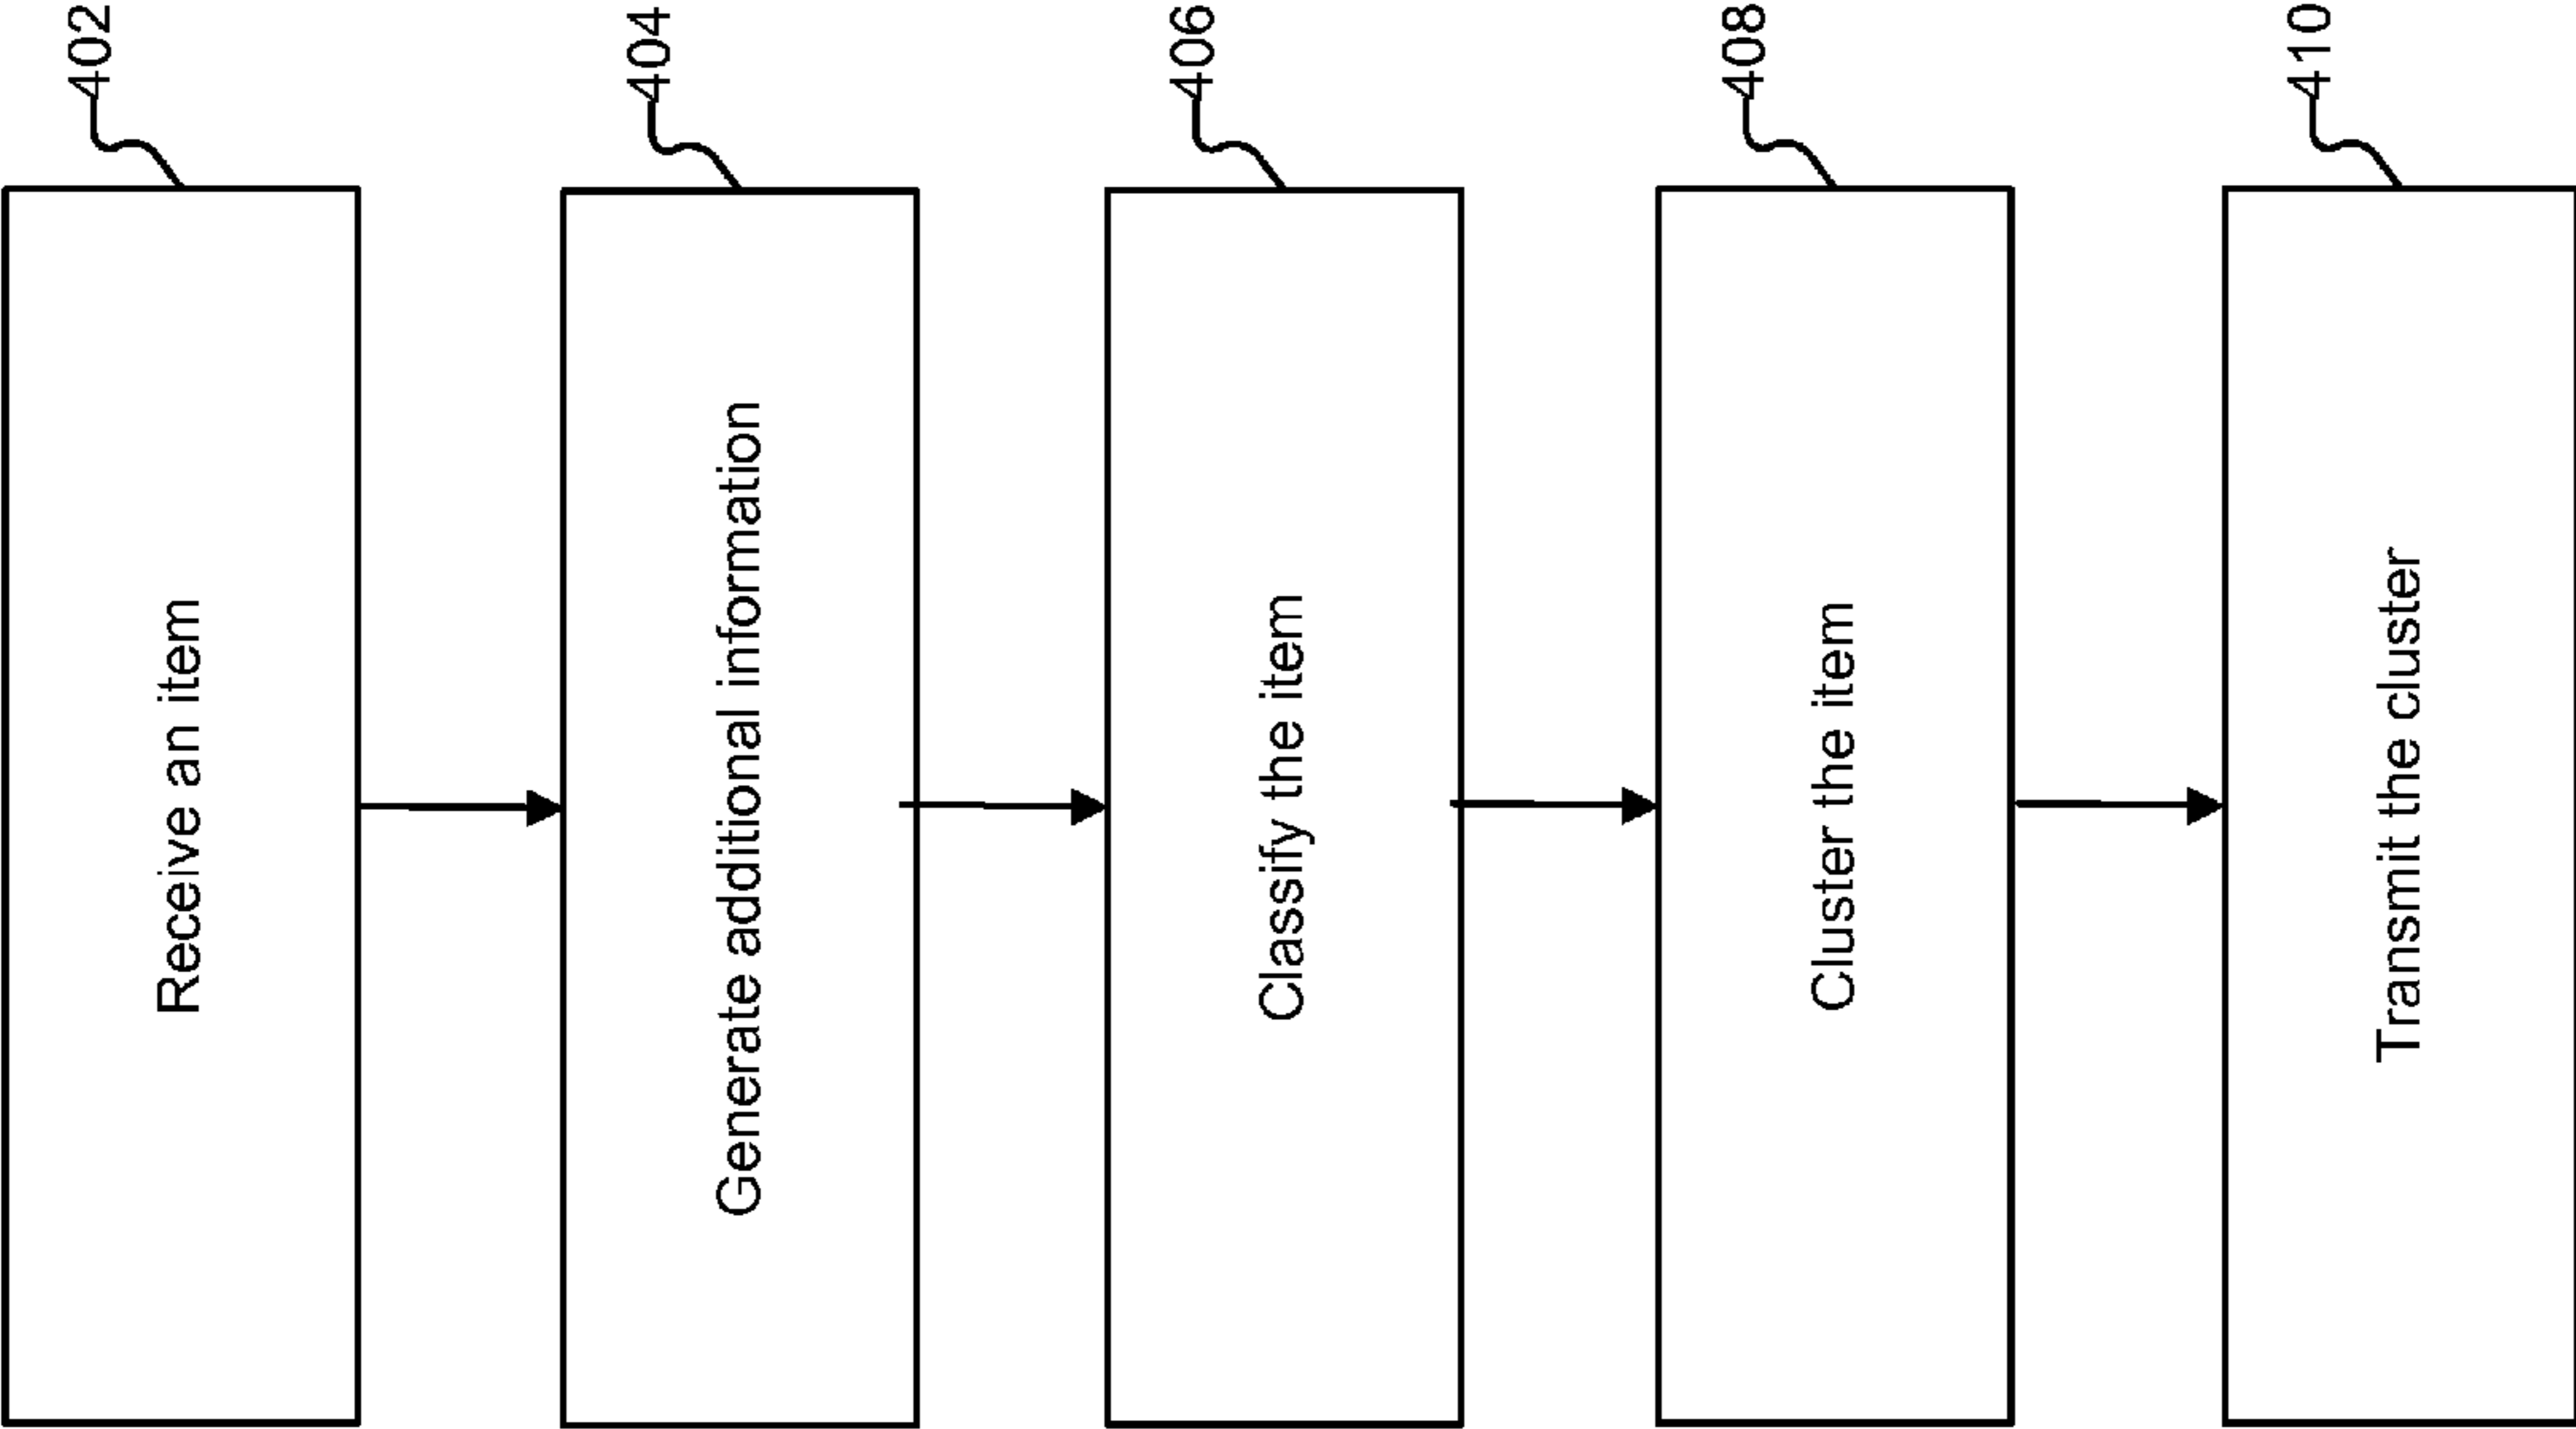 402
Receive an item
404
Generate additional information
406
Classify the item
408
Cluster the item
410
Transmit the cluster